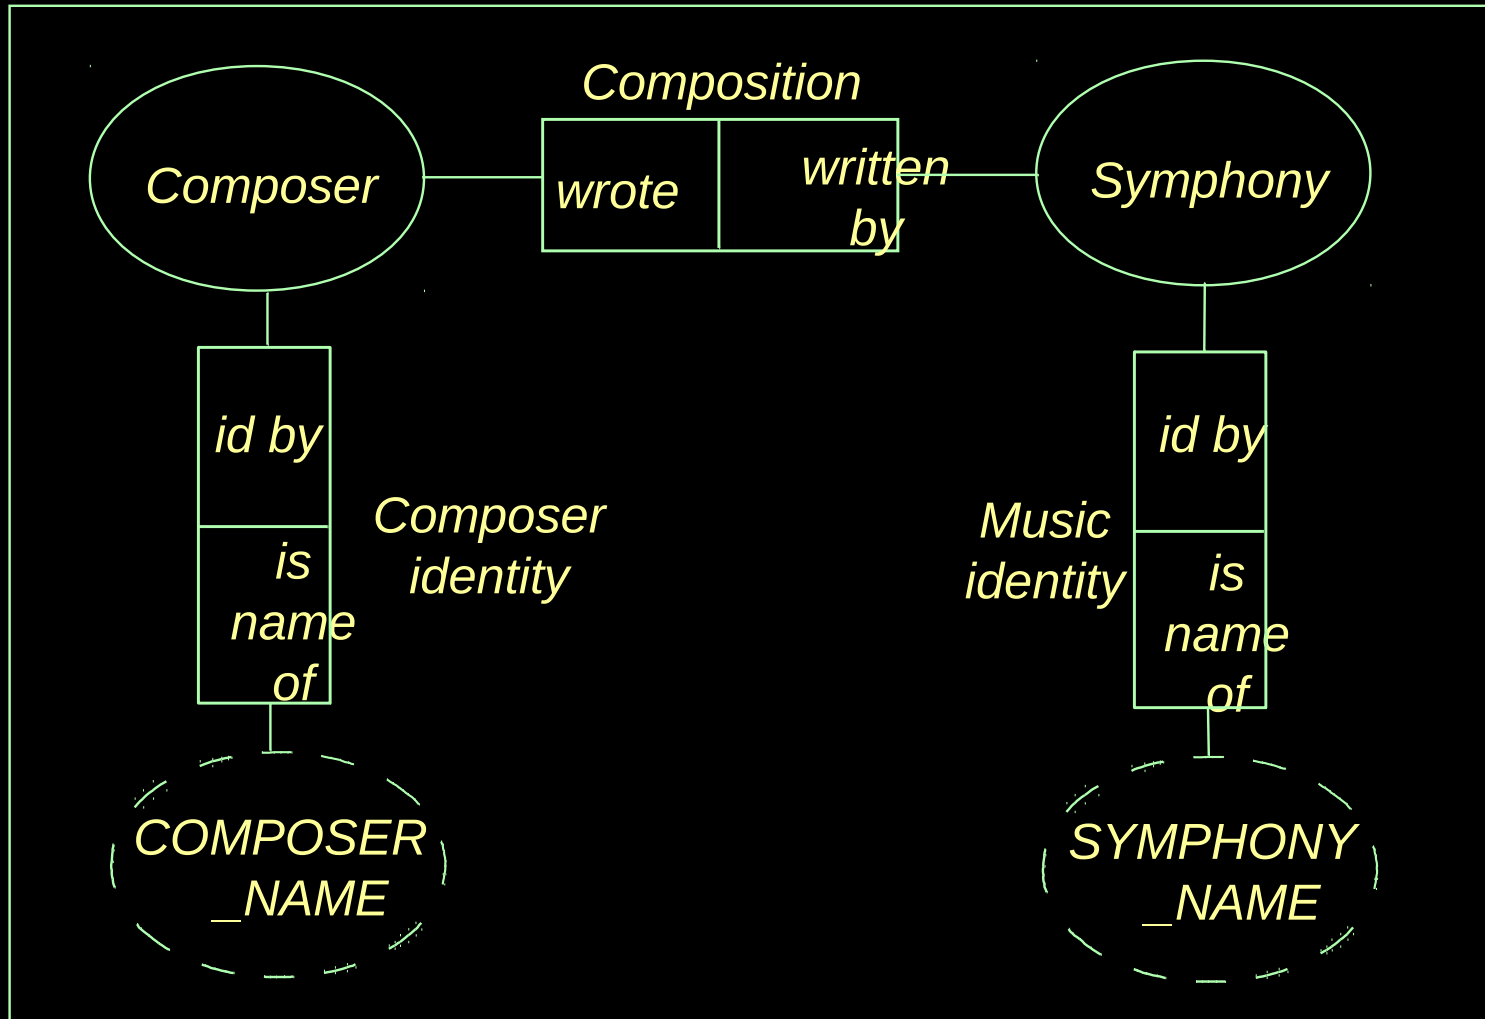 Composition
Composer
wrote
written
by
Symphony
id by
is
name
of
Composer
identity
Music
identity
id by
is
name
of
COMPOSER
_NAME
SYMPHONY
_NAME